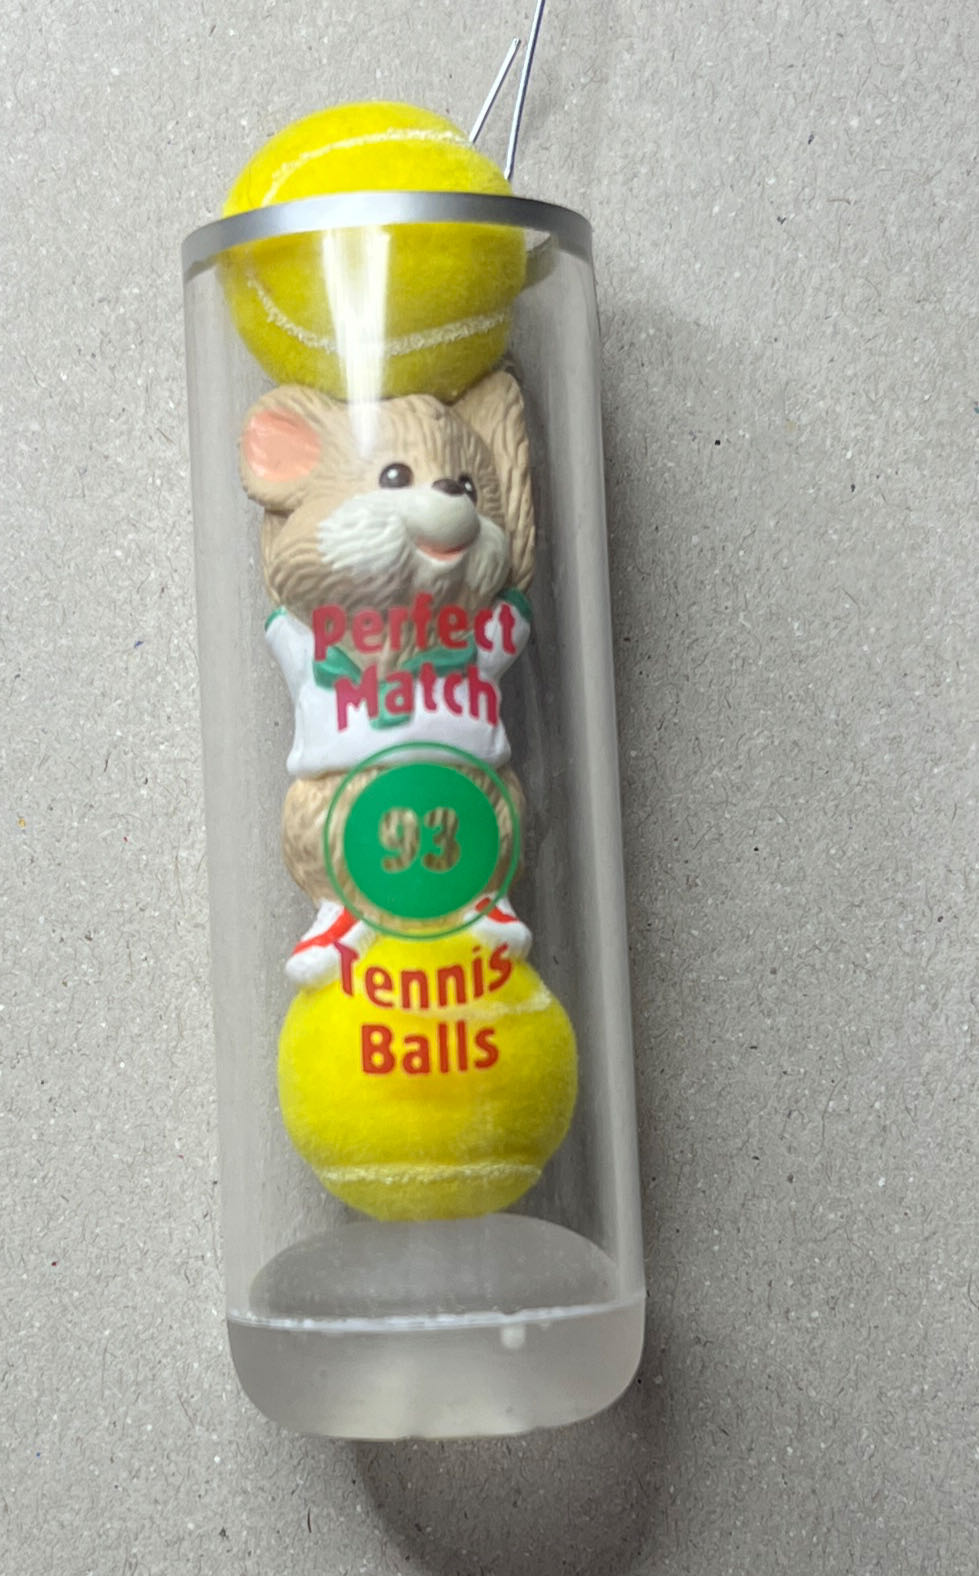 Perfect
Match
93
Tennis
Balls